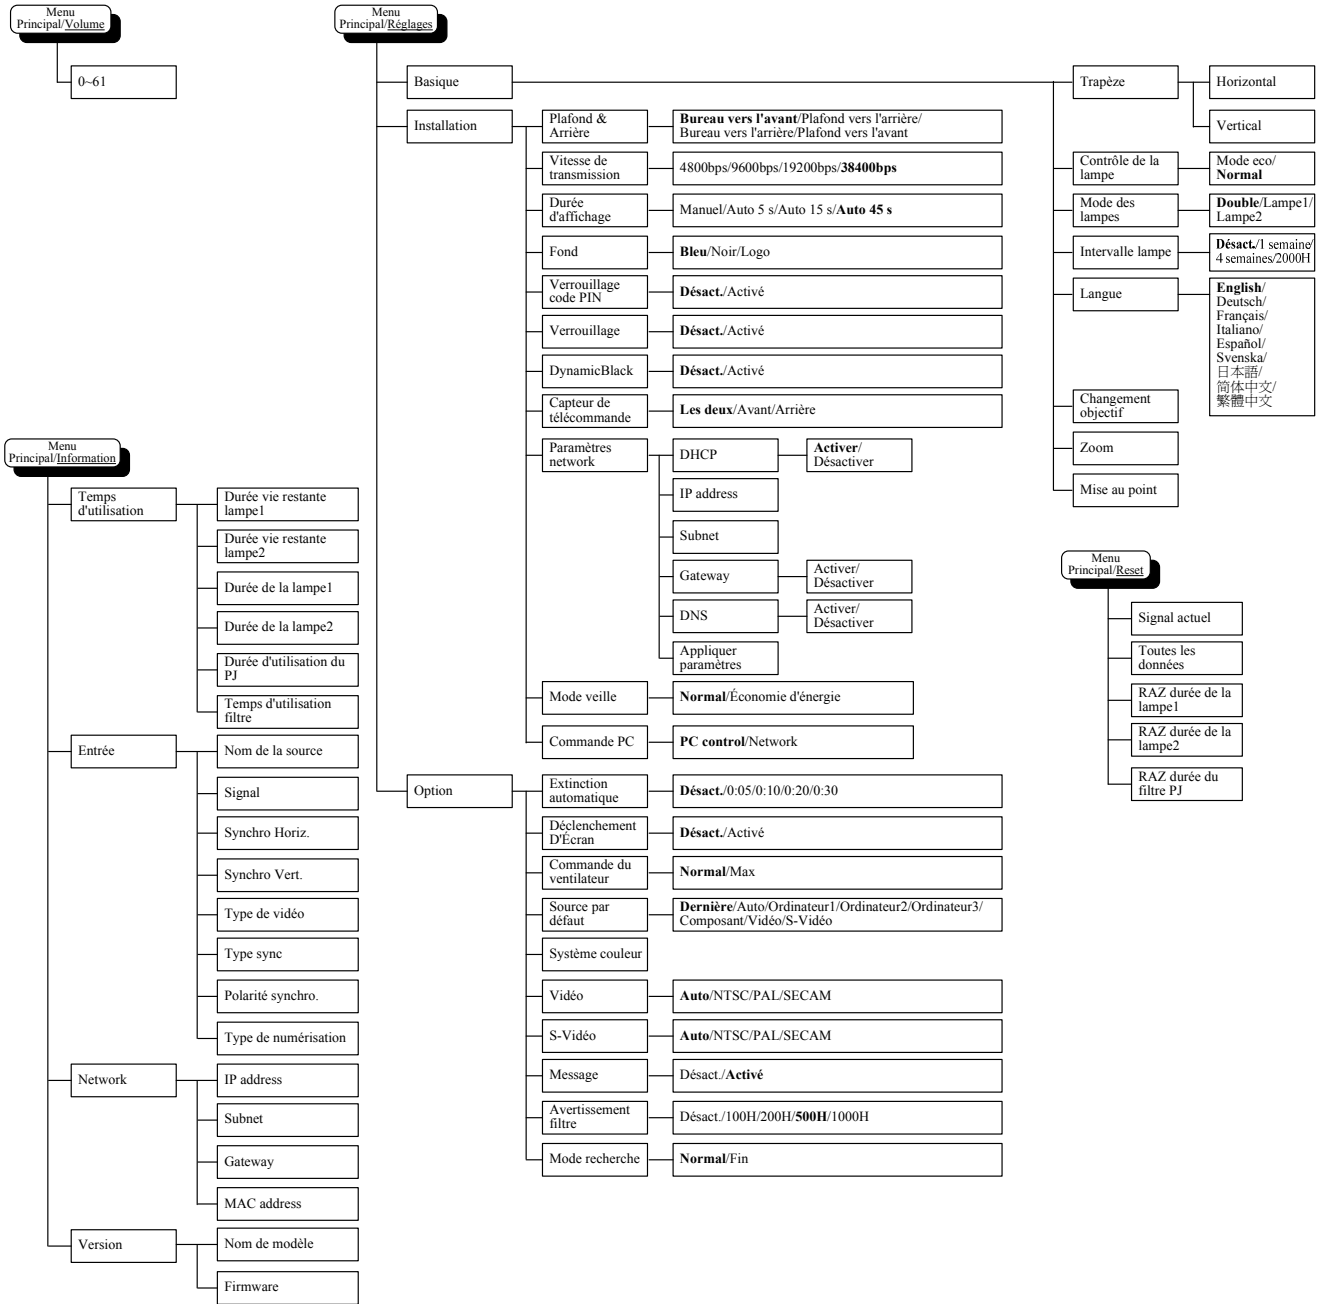 Menu
Principal/Volume
0~61
Menu
Principal/Réglages
Basique
Trapèze
Horizontal
Vertical
Contrôle de la
lampe
Mode eco/
Normal
Mode des
lampes
Double/Lampe1/
Lampe2
Intervalle lampe
Désact./1 semaine/
4 semaines/2000H
Langue
English/
Deutsch/
Français/
Italiano/
Español/
Svenska/
日本語/
简体中文/
繁體中文
Changement
objectif
Zoom
Mise au point
Installation
Plafond &
Arrière
Bureau vers l'avant/Plafond vers l'arrière/
Bureau vers l'arrière/Plafond vers l'avant
Vitesse de
transmission
4800bps/9600bps/19200bps/38400bps
Durée
d'affichage
Manuel/Auto 5 s/Auto 15 s/Auto 45 s
Fond
Bleu/Noir/Logo
Verrouillage
code PIN
Désact./Activé
Verrouillage
Désact./Activé
DynamicBlack
Désact./Activé
Capteur de
télécommande
Les deux/Avant/Arrière
Paramètres
network
DHCP
Activer/
Désactiver
IP address
Subnet
Gateway
Activer/
Désactiver
DNS
Activer/
Désactiver
Appliquer
paramètres
Mode veille
Normal/Économie d'énergie
Commande PC
PC control/Network
Option
Extinction
automatique
Désact./0:05/0:10/0:20/0:30
Déclenchement
D'Écran
Désact./Activé
Commande du
ventilateur
Normal/Max
Source par
défaut
Dernière/Auto/Ordinateur1/Ordinateur2/Ordinateur3/
Composant/Vidéo/S-Vidéo
Système couleur
Vidéo
Auto/NTSC/PAL/SECAM
S-Vidéo
Auto/NTSC/PAL/SECAM
Message
Désact./Activé
Avertissement
filtre
Désact./100H/200H/500H/1000H
Mode recherche
Normal/Fin
Menu
Principal/Information
Temps
d'utilisation
Durée vie restante
lampe1
Durée vie restante
lampe2
Durée de la lampe1
Durée de la lampe2
Durée d'utilisation du
PJ
Temps d'utilisation
filtre
Entrée
Nom de la source
Signal
Synchro Horiz.
Synchro Vert.
Type de vidéo
Type sync
Polarité synchro.
Type de numérisation
Network
IP address
Subnet
Gateway
MAC address
Version
Nom de modèle
Firmware
Menu
Principal/Reset
Signal actuel
Toutes les
données
RAZ durée de la
lampe1
RAZ durée de la
lampe2
RAZ durée du
filtre PJ